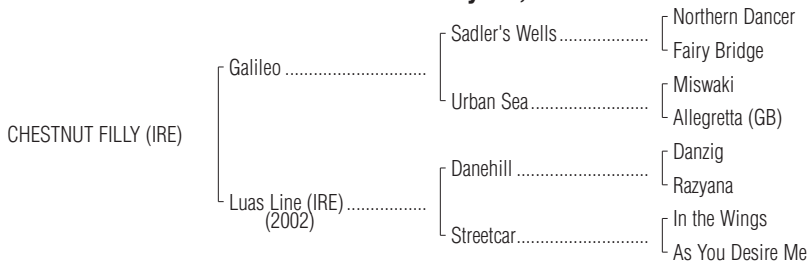 Northern Dancer
Sadler's Wells....................
Fairy Bridge
Galileo ..............................
Miswaki
Urban Sea..........................
Allegretta (GB)
CHESTNUT FILLY (IRE)
Danzig
Danehill .............................
Razyana
Luas Line (IRE).................
(2002)
In the Wings
Streetcar.............................
As You Desire Me